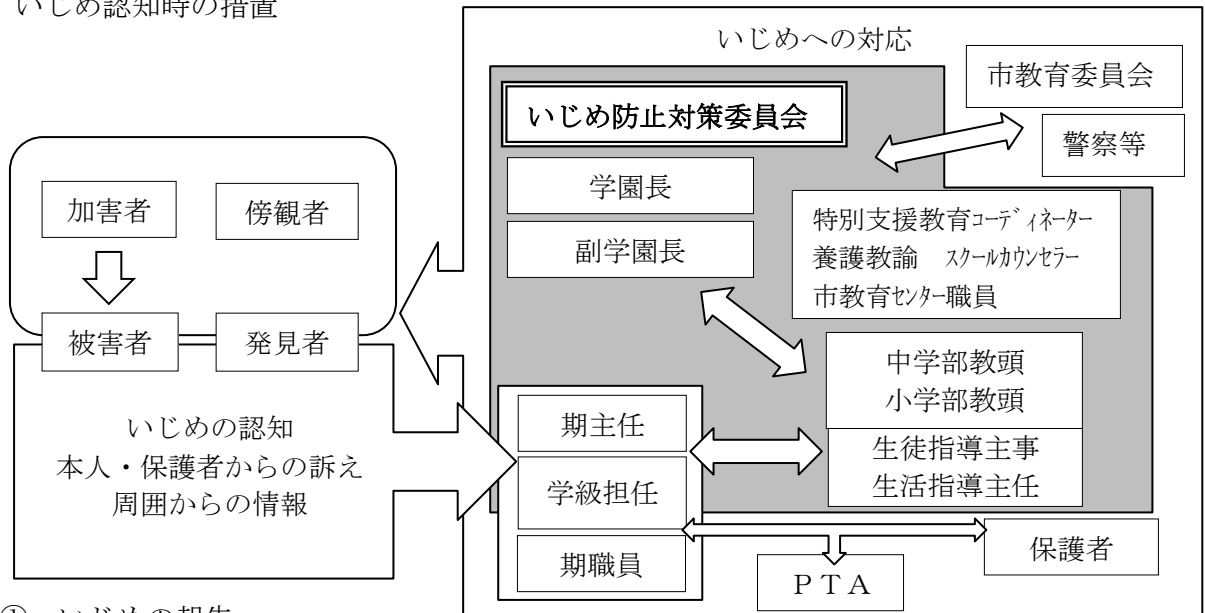 いじめ認知時の措置
いじめへの対応
市教育委員会
警察等
いじめ防止対策委員会
学園長
副学園長
特別支援教育ｺｰﾃﾞｨﾈｰﾀｰ
養護教諭　ｽｸｰﾙｶｳﾝｾﾗｰ
市教育ｾﾝﾀｰ職員
加害者
傍観者
被害者
発見者
いじめの認知
本人・保護者からの訴え
周囲からの情報
中学部教頭
小学部教頭
生徒指導主事
生活指導主任
期主任
学級担任
期職員
保護者
ＰＴＡ
① いじめの報告